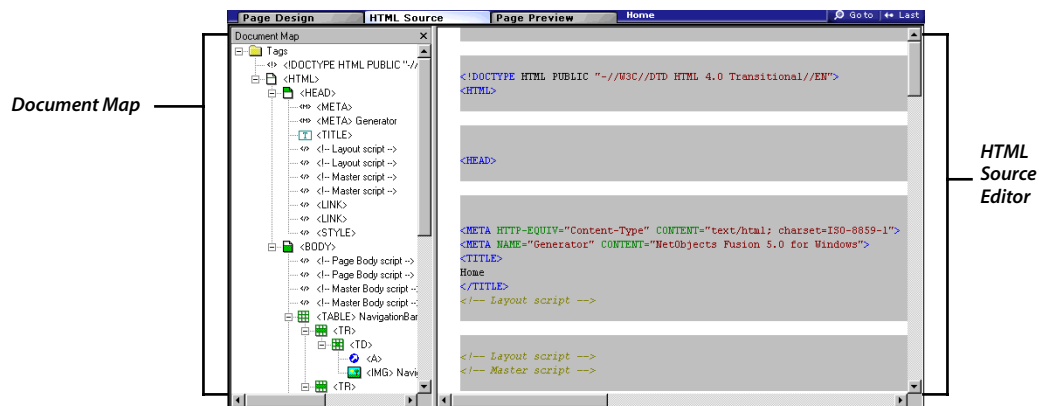 Page Design
HTML Source
Page Preview
Home
Go to
Last
Document Map
Document Map
Tags
<!DOCTYPE HTML PUBLIC "-//
<HTML>
<HEAD>
<META>
<META> Generator
<TITLE>
<!-- Layout script -->
<!-- Layout script -->
<!-- Master script -->
<!-- Master script -->
<LINK>
<LINK>
<STYLE>
<BODY>
<!-- Page Body script -->
<!-- Page Body script -->
<!-- Master Body script --
<!-- Master Body script --
<TABLE> NavigationBar
<TR>
<TD>
<A>
<IMG> Navig
<TR>
<!DOCTYPE HTML PUBLIC "-//W3C//DTD HTML 4.0 Transitional//EN">
<HTML>
<HEAD>
<META HTTP-EQUIV="Content-Type" CONTENT="text/html; charset=ISO-8859-1">
<META NAME="Generator" CONTENT="NetObjects Fusion 5.0 for Windows">
<TITLE>
Home
</TITLE>
<!-- Layout script -->
<!-- Layout script -->
<!-- Master script -->
HTML
Source
Editor